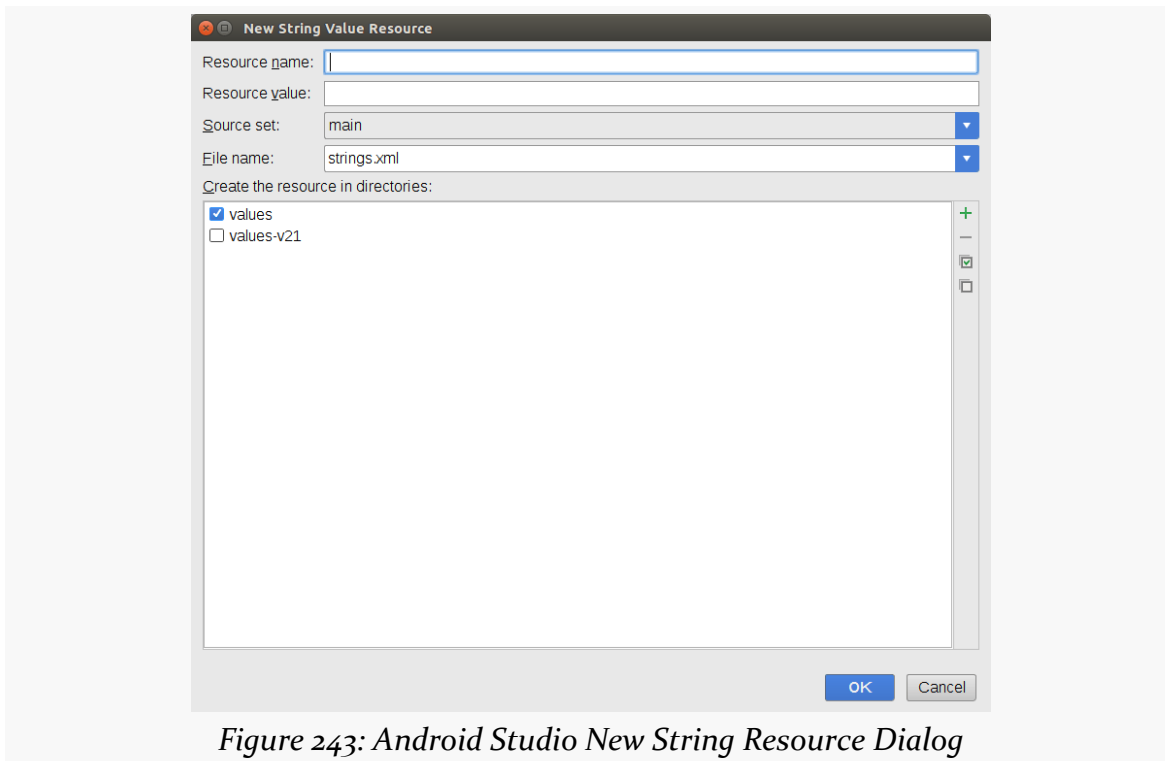 New String Value Resource
Resource name:
Resource value:
Source set: main
File name: strings.xml
Create the resource in directories:
values
values-v21
OK Cancel
Figure 243: Android Studio New String Resource Dialog